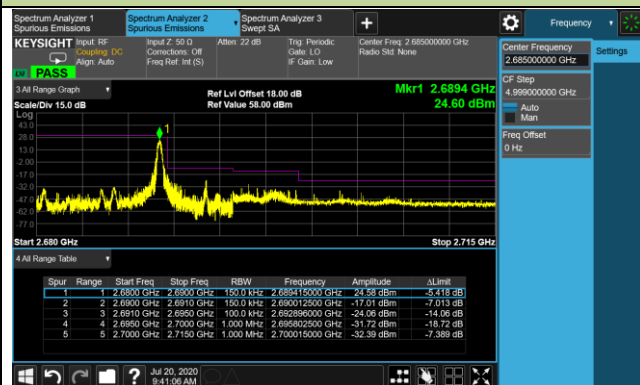 Spectrum Analyzer 1
Spurious Emissions
Spectrum Analyzer 2
Spurious Emissions
Spectrum Analyzer 3
Swept SA
Frequency
KEYSIGHT
Input: RF
Coupling: DC
Align: Auto
Input Z: 50 Ω
Corrections: Off
Freq Ref: Int (S)
Atten: 22 dB
Trig: Periodic
Gate: LO
IF Gain: Low
Center Freq: 2.685000000 GHz
Radio Std: None
PASS
Center Frequency
2.685000000 GHz
Settings
CF Step
4.999000000 GHz
Auto
Man
Freq Offset
0 Hz
3 All Range Graph
Ref Lvl Offset 18.00 dB
Mkr1 2.6894 GHz
Scale/Div 15.0 dB
Ref Value 58.00 dBm
24.60 dBm
Log
43.0
28.0
13.0
-2.00
-17.0
-32.0
-47.0
-62.0
-77.0
1
Start 2.680 GHz
Stop 2.715 GHz
4 All Range Table
Spur Range Start Freq Stop Freq RBW Frequency Amplitude ΔLimit
1 1 2.6800 GHz 2.6900 GHz 150.0 kHz 2.689415000 GHz 24.58 dBm -5.418 dB
2 2 2.6900 GHz 2.6910 GHz 150.0 kHz 2.690012500 GHz -17.01 dBm -7.013 dB
3 3 2.6910 GHz 2.6950 GHz 100.0 kHz 2.692896000 GHz -24.06 dBm -14.06 dB
4 4 2.6950 GHz 2.7000 GHz 1.000 MHz 2.695802500 GHz -31.72 dBm -18.72 dB
5 5 2.7000 GHz 2.7150 GHz 1.000 MHz 2.700015000 GHz -32.39 dBm -7.389 dB
Jul 20, 2020
9:41:06 AM